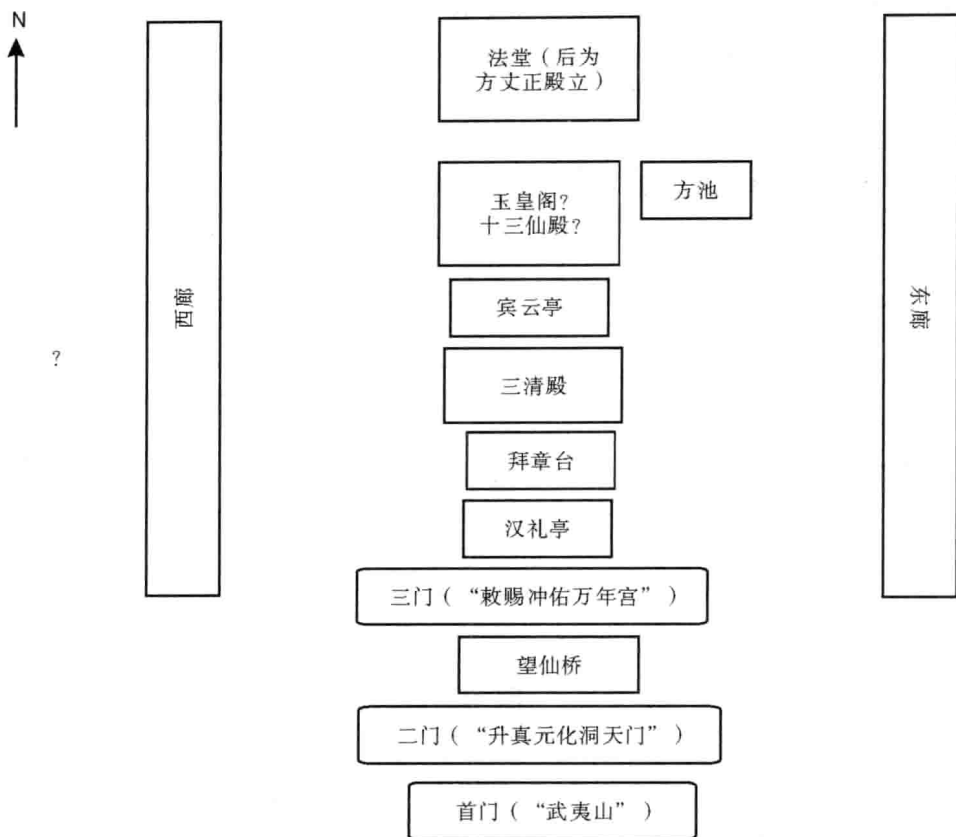 N
法堂（后为
方丈正殿立）
玉皇阁？
十三仙殿？
方池
宾云亭
西廊
东廊
？
三清殿
拜章台
汉礼亭
三门（“敕赐冲佑万年宫”）
望仙桥
二门（“升真元化洞天门”）
首门（“武夷山”）